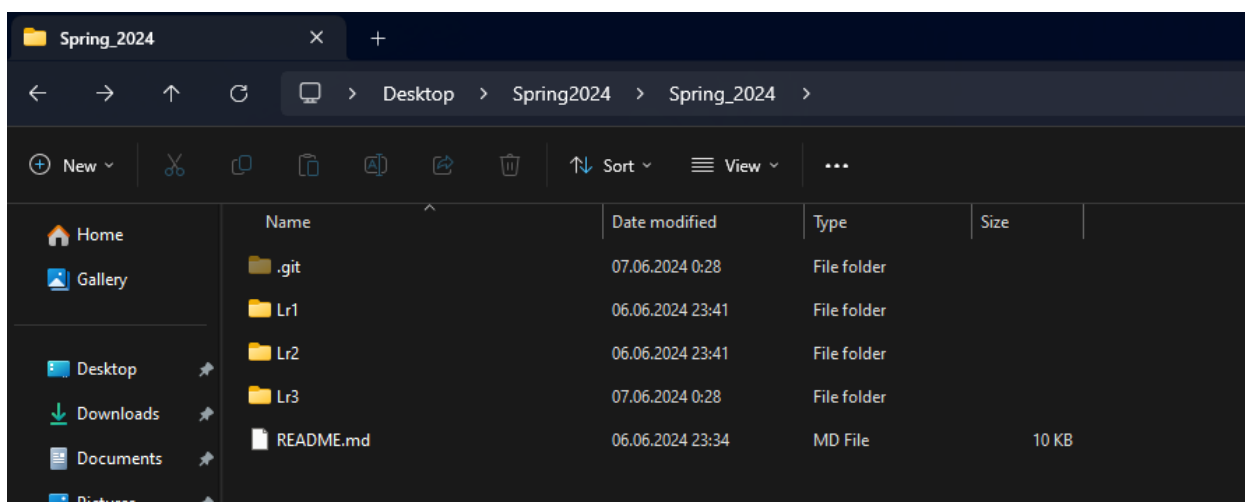 Spring_2024
Desktop > Spring2024 > Spring_2024 >
New Sort View
Name Date modified Type Size
Home
Gallery
Desktop
Downloads
Documents
Pictures
.git 07.06.2024 0:28 File folder
Lr1 06.06.2024 23:41 File folder
Lr2 06.06.2024 23:41 File folder
Lr3 07.06.2024 0:28 File folder
README.md 06.06.2024 23:34 MD File 10 KB